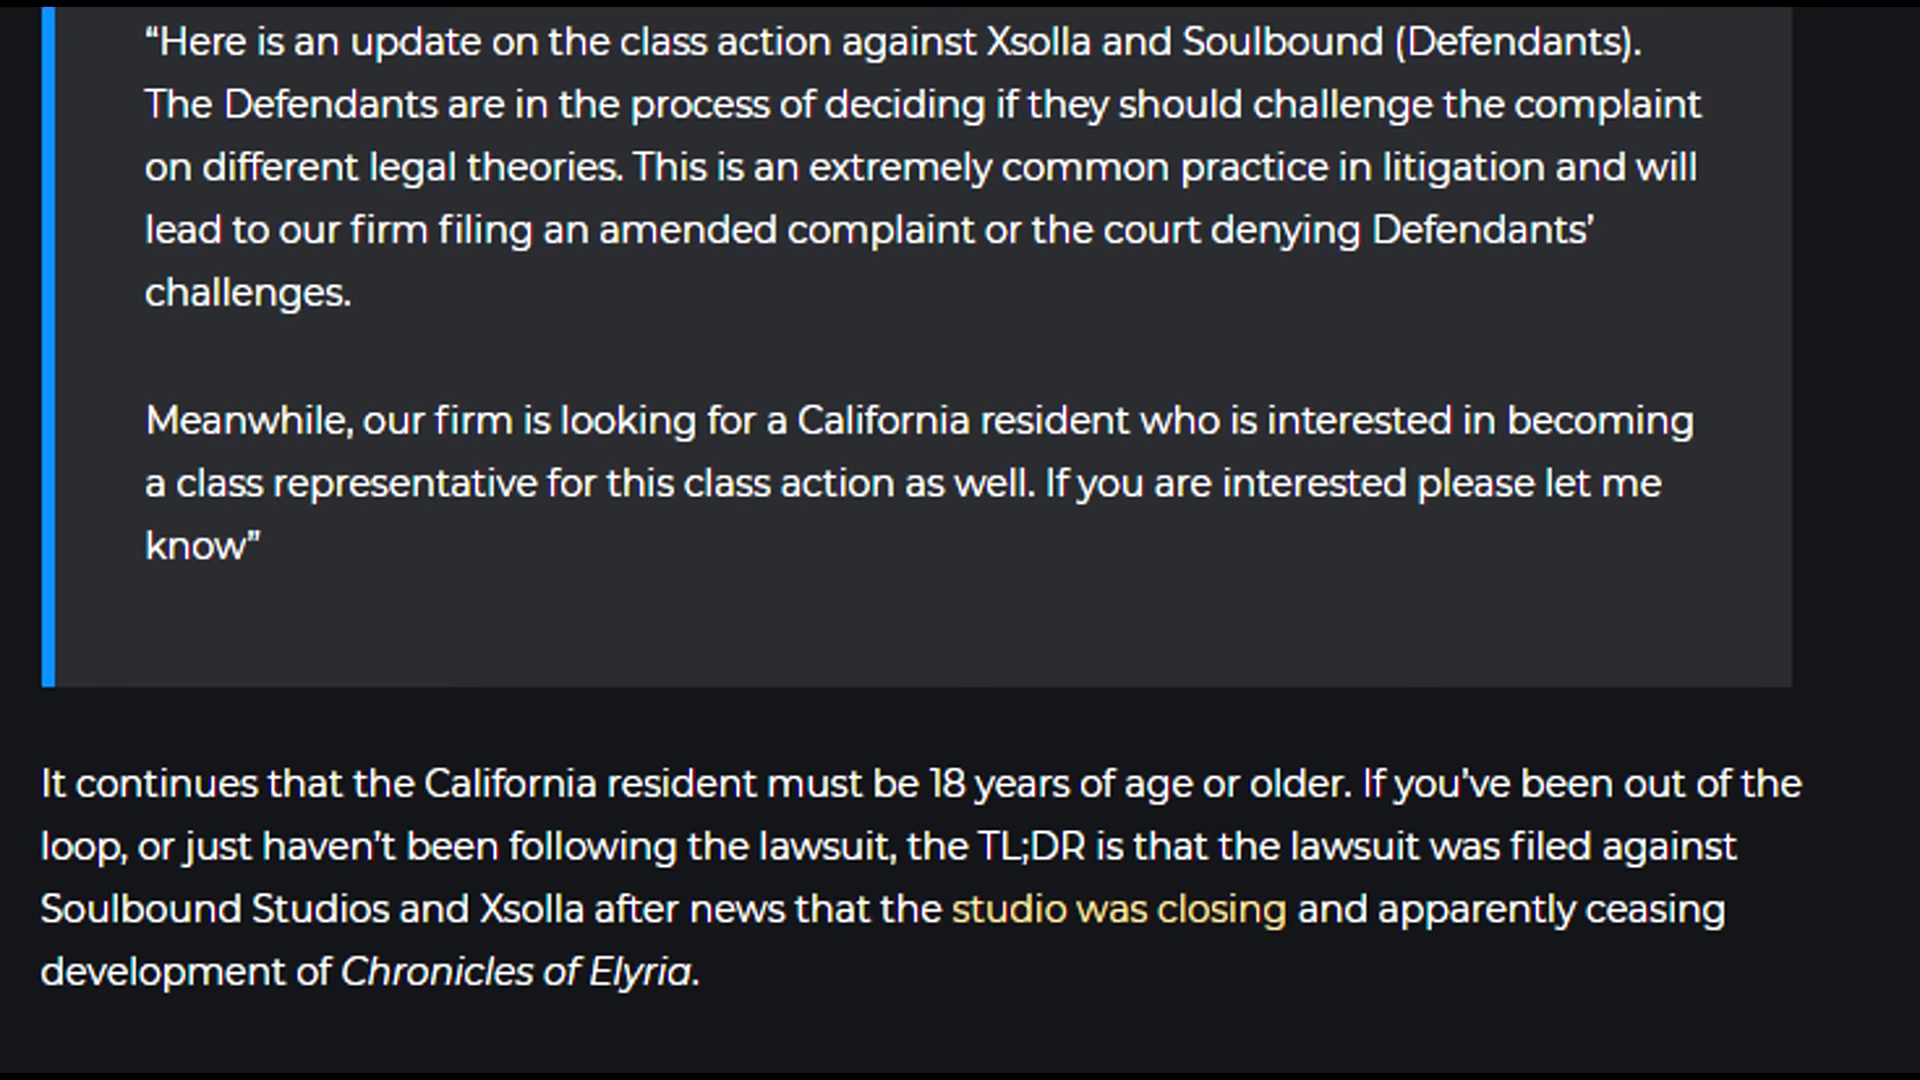 “Here is an update on the class action against Xsolla and Soulbound (Defendants).
The Defendants are in the process of deciding if they should challenge the complaint
on different legal theories. This is an extremely common practice in litigation and will
lead to our firm filing an amended complaint or the court denying Defendants’
challenges.
Meanwhile, our firm is looking for a California resident who is interested in becoming
a class representative for this class action as well. If you are interested please let me
know”
It continues that the California resident must be 18 years of age or older. If you’ve been out of the
loop, or just haven’t been following the lawsuit, the TL;DR is that the lawsuit was filed against
Soulbound Studios and Xsolla after news that the studio was closing and apparently ceasing
development of Chronicles of Elyria.